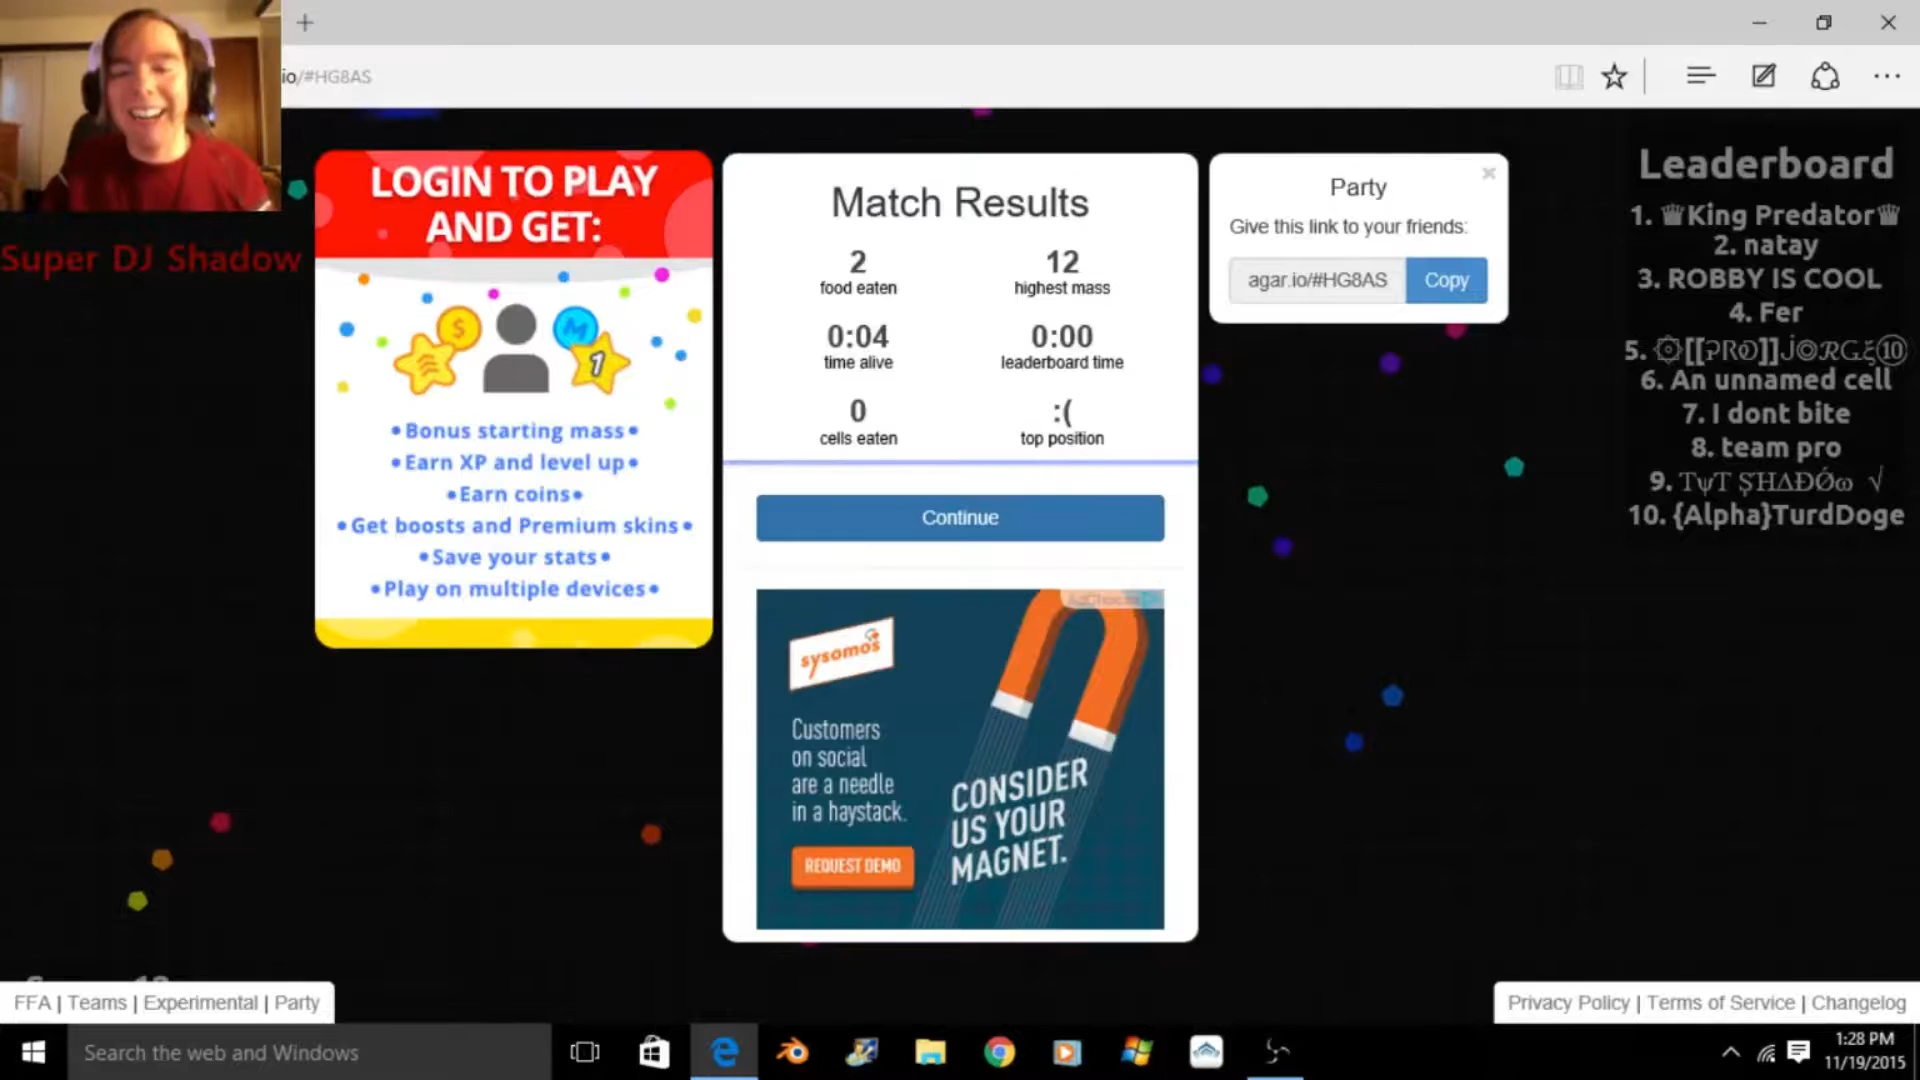 io/#HG8AS
Super DJ Shadow
LOGIN TO PLAY
AND GET:
•Bonus starting mass•
•Earn XP and level up•
•Earn coins•
•Get boosts and Premium skins•
•Save your stats•
•Play on multiple devices•
Match Results
2
food eaten
12
highest mass
0:04
time alive
0:00
leaderboard time
0
cells eaten
:(
top position
Continue
sysomos
Customers
on social
are a needle
in a haystack.
REQUEST DEMO
CONSIDER
US YOUR
MAGNET.
Party
Give this link to your friends:
agar.io/#HG8AS
Copy
Leaderboard
1. ♕King Predator♕
2. natay
3. ROBBY IS COOL
4. Fer
5.
6. An unnamed cell
7. I dont bite
8. team pro
9. TψT ŞHΔĐǾω √
10. {Alpha}TurdDoge
FFA | Teams | Experimental | Party
Privacy Policy | Terms of Service | Changelog
Search the web and Windows
1:28 PM
11/19/2015